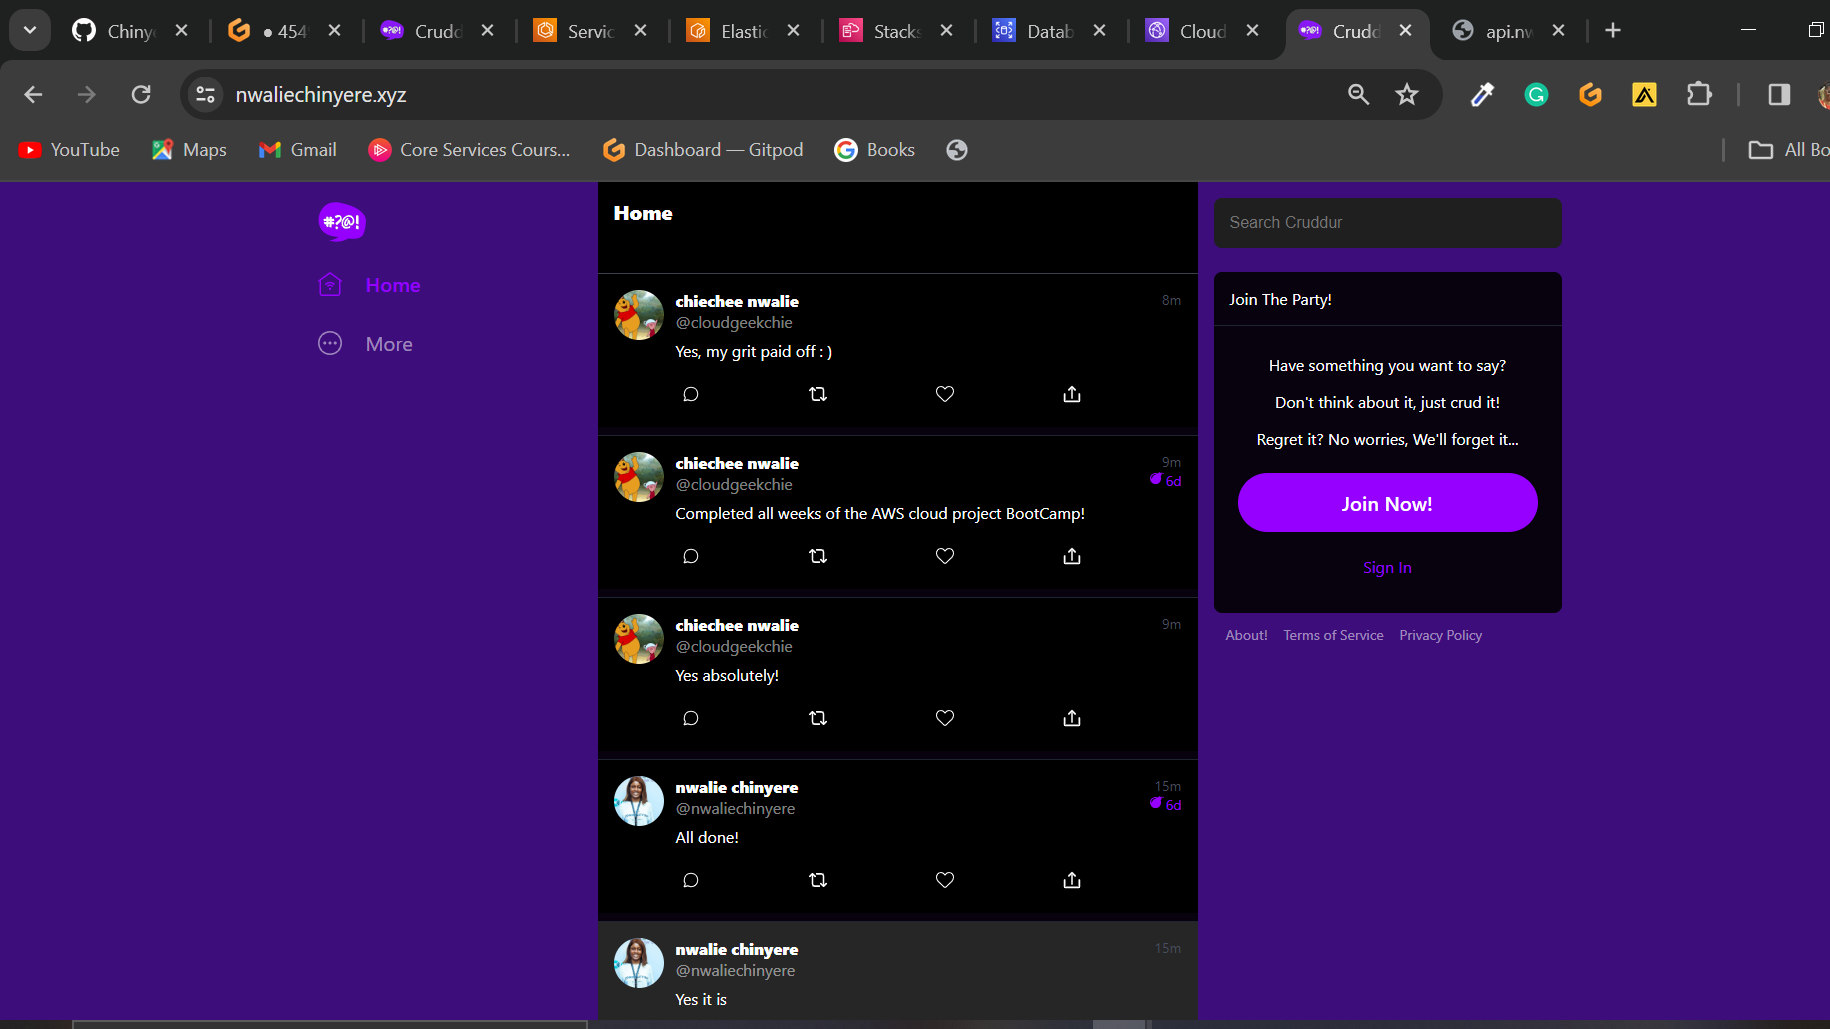 Chiny
● 454
Crudd
Servic
Elastic
Stacks
Datab
Cloud
Crudd
api.nw
nwaliechinyere.xyz
YouTube
Maps
Gmail
Core Services Cours...
Dashboard — Gitpod
Books
All Bo
#?@!
Home
More
Home
chiechee nwalie
8m
@cloudgeekchie
Yes, my grit paid off : )
chiechee nwalie
9m
@cloudgeekchie
6d
Completed all weeks of the AWS cloud project BootCamp!
chiechee nwalie
9m
@cloudgeekchie
Yes absolutely!
nwalie chinyere
15m
@nwaliechinyere
6d
All done!
nwalie chinyere
15m
@nwaliechinyere
Yes it is
Search Cruddur
Join The Party!
Have something you want to say?
Don't think about it, just crud it!
Regret it? No worries, We'll forget it...
Join Now!
Sign In
About!
Terms of Service
Privacy Policy